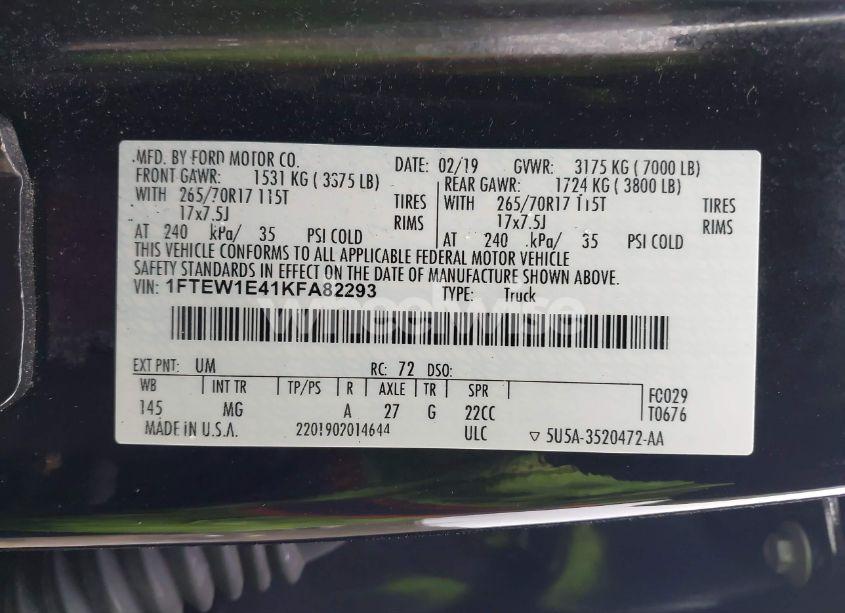 MFD. BY FORD MOTOR CO. DATE: 02/19 GVWR: 3175 KG ( 7000 LB)
FRONT GAWR: 1531 KG ( 3375 LB) REAR GAWR: 1724 KG ( 3800 LB)
WITH 265/70R17 115T TIRES WITH 265/70R17 115T TIRES
17x7.5J RIMS 17x7.5J RIMS
AT 240 kPa/ 35 PSI COLD AT 240 kPa/ 35 PSI COLD
THIS VEHICLE CONFORMS TO ALL APPLICABLE FEDERAL MOTOR VEHICLE
SAFETY STANDARDS IN EFFECT ON THE DATE OF MANUFACTURE SHOWN ABOVE.
VIN: 1FTEW1E41KFA82293 TYPE: Truck
wheelwise
EXT PNT: UM RC: 72 DSO:
WB INT TR TP/PS R AXLE TR SPR FC029
145 MG A 27 G 22CC T0676
MADE IN U.S.A. 2201902014644 ULC ▽ 5U5A-3520472-AA